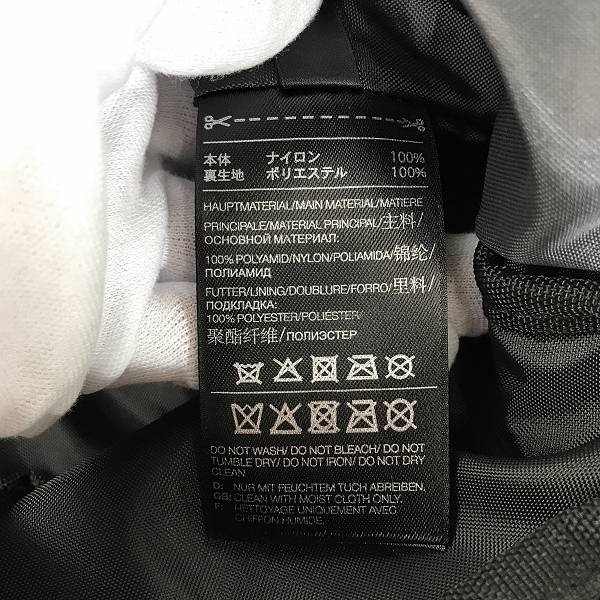 本体 ナイロン 100%
裏生地 ポリエステル 100%
HAUPTMATERIAL/MAIN MATERIAL/MATIERE
PRINCIPALE/MATERIAL PRINCIPAL/主料/
ОСНОВНОЙ МАТЕРИАЛ:
100% POLYAMID/NYLON/POLIAMIDA/锦纶/
ПОЛИАМИД
FUTTER/LINING/DOUBLURE/FORRO/里料/
ПОДКЛАДКА:
100% POLYESTER/POLIÉSTER/
聚酯纤维/ПОЛИЭСТЕР
DO NOT WASH/DO NOT BLEACH/DO NOT
TUMBLE DRY/DO NOT IRON/DO NOT DRY
CLEAN
D: NUR MIT FEUCHTEM TUCH ABREIBEN.
GB: CLEAN WITH MOIST CLOTH ONLY.
F: NETTOYAGE UNIQUEMENT AVEC
CHIFFON HUMIDE.